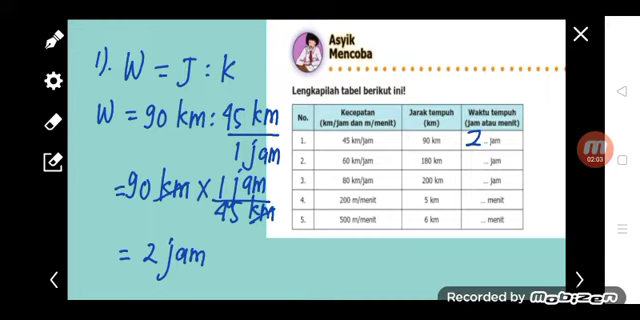 1). W = J : K
W = 90 km : 45 km
1 jam
= 90 km × 1 jam
45 km
= 2 jam
Asyik
Mencoba
Lengkapilah tabel berikut ini!
No. Kecepatan (km/jam dan m/menit) Jarak tempuh (km) Waktu tempuh (jam atau menit)
1. 45 km/jam 90 km 2 ... jam
2. 60 km/jam 180 km ... jam
3. 80 km/jam 200 km ... jam
4. 200 m/menit 5 km ... menit
5. 500 m/menit 6 km ... menit
02:03
Recorded by
Mobizen